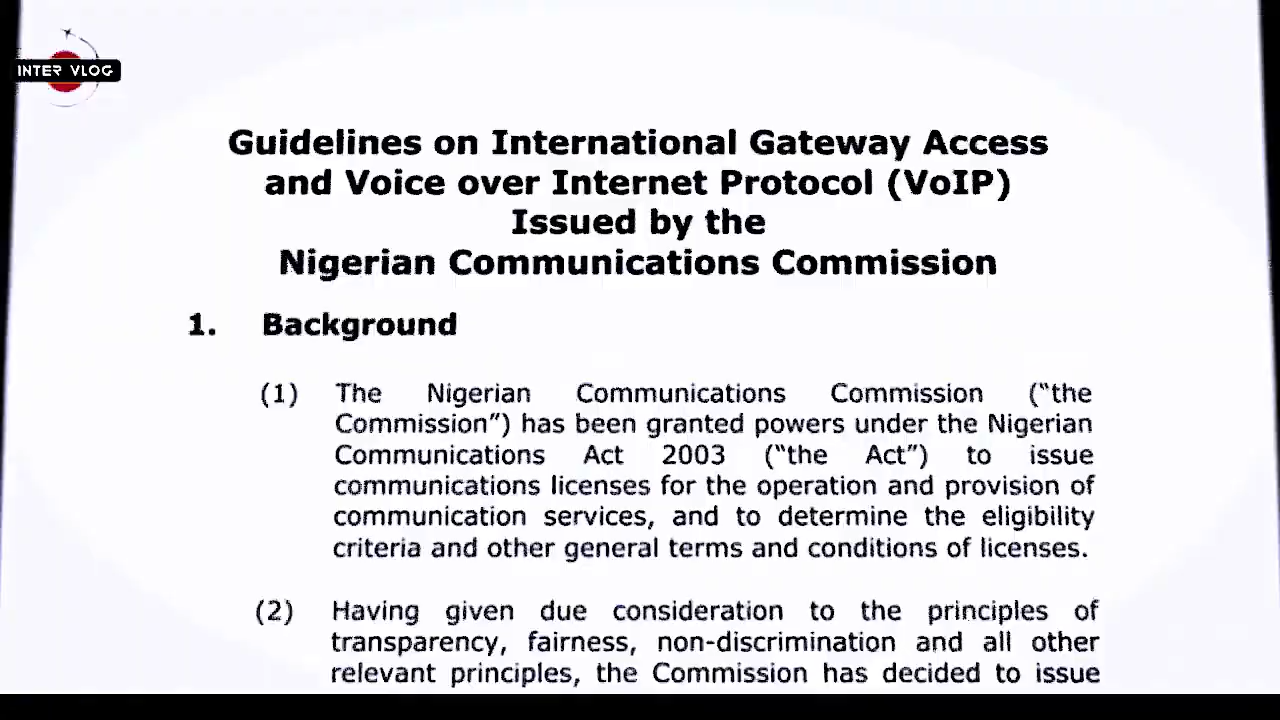 INTER VLOG
Guidelines on International Gateway Access
and Voice over Internet Protocol (VoIP)
Issued by the
Nigerian Communications Commission
1. Background
(1) The Nigerian Communications Commission (“the
Commission”) has been granted powers under the Nigerian
Communications Act 2003 (“the Act”) to issue
communications licenses for the operation and provision of
communication services, and to determine the eligibility
criteria and other general terms and conditions of licenses.
(2) Having given due consideration to the principles of
transparency, fairness, non-discrimination and all other
relevant principles, the Commission has decided to issue